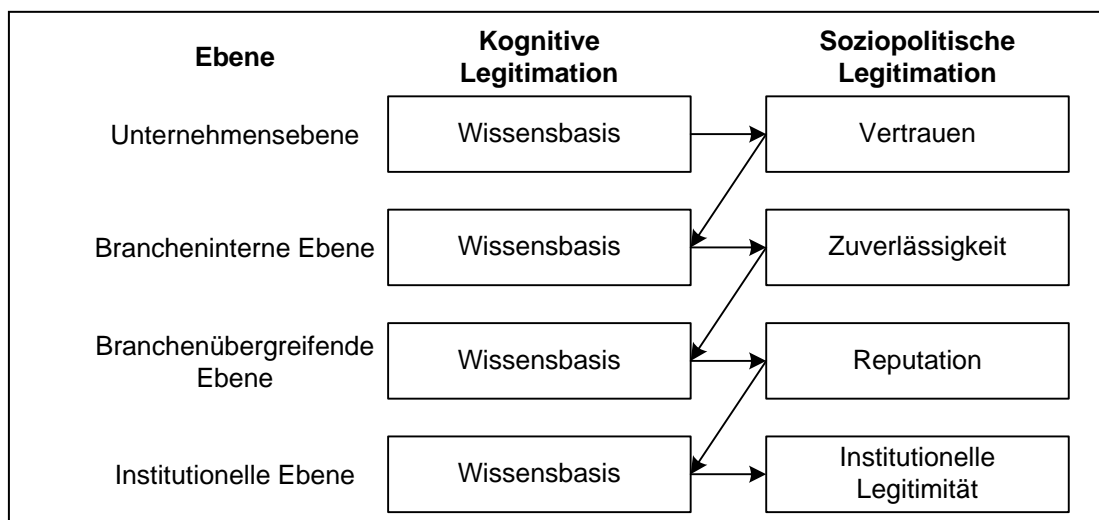 Ebene
Kognitive
Legitimation
Soziopolitische
Legitimation
Unternehmensebene
Wissensbasis
Vertrauen
Brancheninterne Ebene
Wissensbasis
Zuverlässigkeit
Branchenübergreifende
Ebene
Wissensbasis
Reputation
Institutionelle Ebene
Wissensbasis
Institutionelle
Legitimität